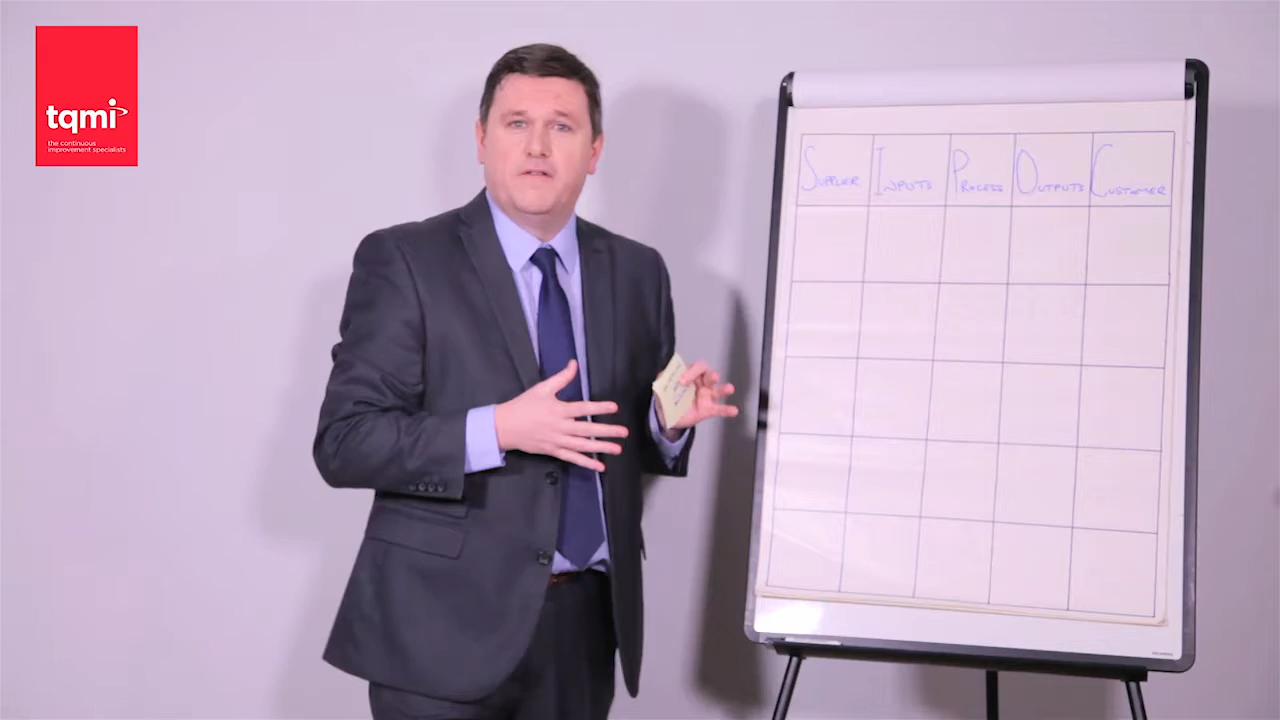 tqmi
the continuous
improvement specialists
SUPPLIER INPUTS PROCESS OUTPUTS CUSTOMER